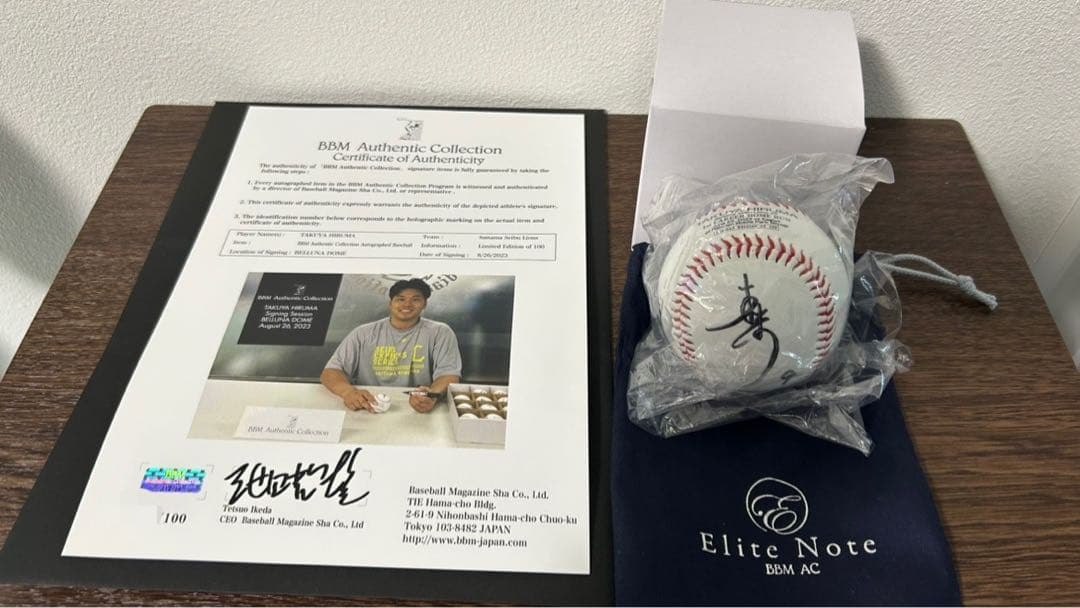 BBM Authentic Collection
Certificate of Authenticity
The authenticity of 「BBM Authentic Collection」 signature items is fully guaranteed by taking the
following steps :
1. Every autographed item in the BBM Authentic Collection Program is witnessed and authenticated
by a director of Baseball Magazine Sha Co., Ltd. or representative .
2. This certificate of authenticity expressly warrants the authenticity of the depicted athlete's signature.
3. The identification number below corresponds to the holographic marking on the actual item and
certificate of authenticity.
Player Name(s) : TAKUYA HIRUMA Team : Saitama Seibu Lions
Item : BBM Authentic Collection Autographed Baseball Information : Limited Edition of 100
Location of Signing : BELLUNA DOME Date of Signing : 8/26/2023
BBM Authentic Collection
TAKUYA HIRUMA
Signing Session
BELLUNA DOME
August 26, 2023
BBM Authentic Collection
BBM
/100
Tetsuo Ikeda
CEO Baseball Magazine Sha Co., Ltd
Baseball Magazine Sha Co., Ltd.
TIE Hama-cho Bldg.
2-61-9 Nihonbashi Hama-cho Chuo-ku
Tokyo 103-8482 JAPAN
http://www.bbm-japan.com
TAKUYA HIRUMA
Elite Note
BBM AC